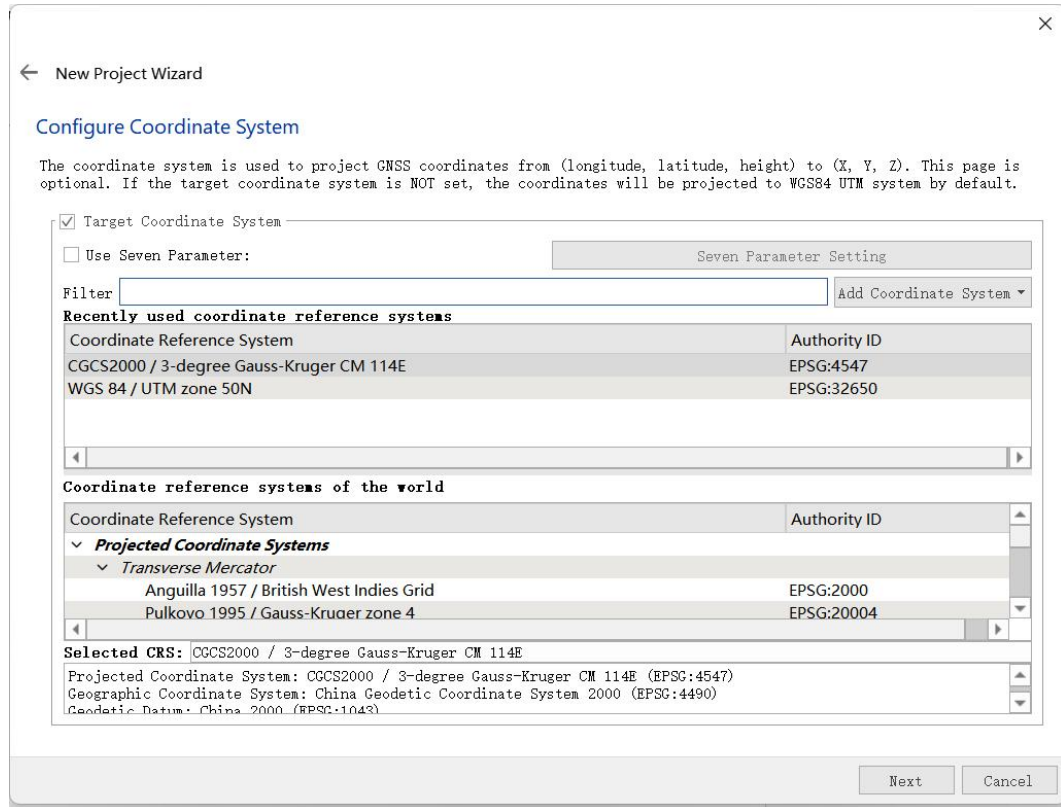 New Project Wizard
Configure Coordinate System
The coordinate system is used to project GNSS coordinates from (longitude, latitude, height) to (X, Y, Z). This page is
optional. If the target coordinate system is NOT set, the coordinates will be projected to WGS84 UTM system by default.
Target Coordinate System
Use Seven Parameter: Seven Parameter Setting
Filter Add Coordinate System
Recently used coordinate reference systems
Coordinate Reference System Authority ID
CGCS2000 / 3-degree Gauss-Kruger CM 114E EPSG:4547
WGS 84 / UTM zone 50N EPSG:32650
Coordinate reference systems of the world
Coordinate Reference System Authority ID
Projected Coordinate Systems
Transverse Mercator
Anguilla 1957 / British West Indies Grid EPSG:2000
Pulkovo 1995 / Gauss-Kruger zone 4 EPSG:20004
Selected CRS: CGCS2000 / 3-degree Gauss-Kruger CM 114E
Projected Coordinate System: CGCS2000 / 3-degree Gauss-Kruger CM 114E (EPSG:4547)
Geographic Coordinate System: China Geodetic Coordinate System 2000 (EPSG:4490)
Geodetic Datum: China 2000 (EPSG:1043)
Next Cancel